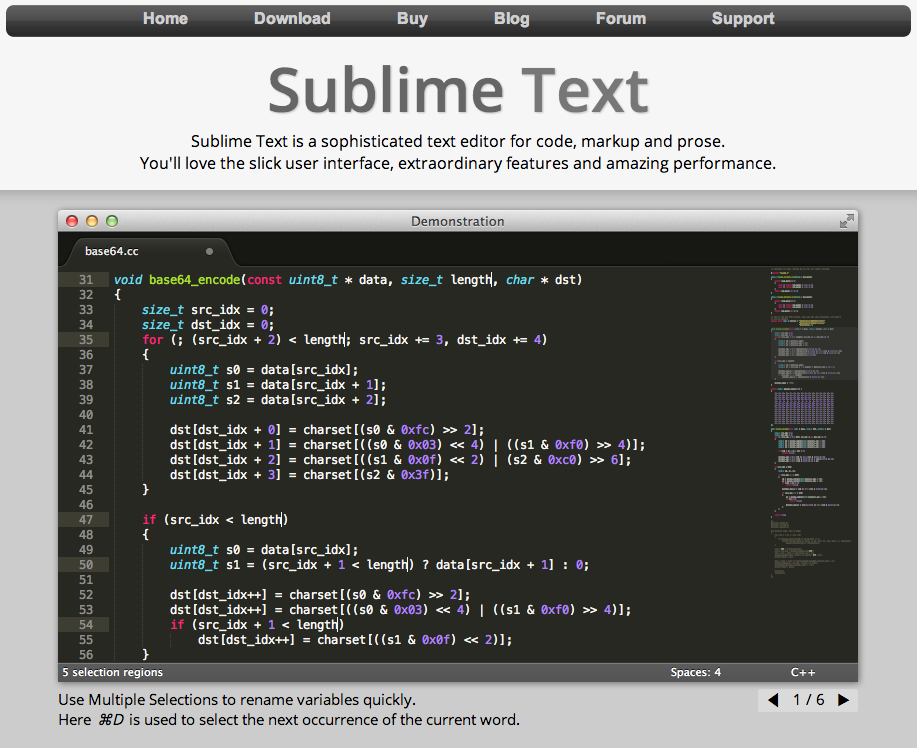 Home Download Buy Blog Forum Support
Sublime Text
Sublime Text is a sophisticated text editor for code, markup and prose.
You'll love the slick user interface, extraordinary features and amazing performance.
Demonstration
base64.cc
31 void base64_encode(const uint8_t * data, size_t length, char * dst)
32 {
33     size_t src_idx = 0;
34     size_t dst_idx = 0;
35     for (; (src_idx + 2) < length; src_idx += 3, dst_idx += 4)
36     {
37         uint8_t s0 = data[src_idx];
38         uint8_t s1 = data[src_idx + 1];
39         uint8_t s2 = data[src_idx + 2];
40
41         dst[dst_idx + 0] = charset[(s0 & 0xfc) >> 2];
42         dst[dst_idx + 1] = charset[((s0 & 0x03) << 4) | ((s1 & 0xf0) >> 4)];
43         dst[dst_idx + 2] = charset[((s1 & 0x0f) << 2) | (s2 & 0xc0) >> 6];
44         dst[dst_idx + 3] = charset[(s2 & 0x3f)];
45     }
46
47     if (src_idx < length)
48     {
49         uint8_t s0 = data[src_idx];
50         uint8_t s1 = (src_idx + 1 < length) ? data[src_idx + 1] : 0;
51
52         dst[dst_idx++] = charset[(s0 & 0xfc) >> 2];
53         dst[dst_idx++] = charset[((s0 & 0x03) << 4) | ((s1 & 0xf0) >> 4)];
54         if (src_idx + 1 < length)
55             dst[dst_idx++] = charset[((s1 & 0x0f) << 2)];
56     }
5 selection regions Spaces: 4 C++
Use Multiple Selections to rename variables quickly.
Here ⌘D is used to select the next occurrence of the current word.
◀ 1 / 6 ▶